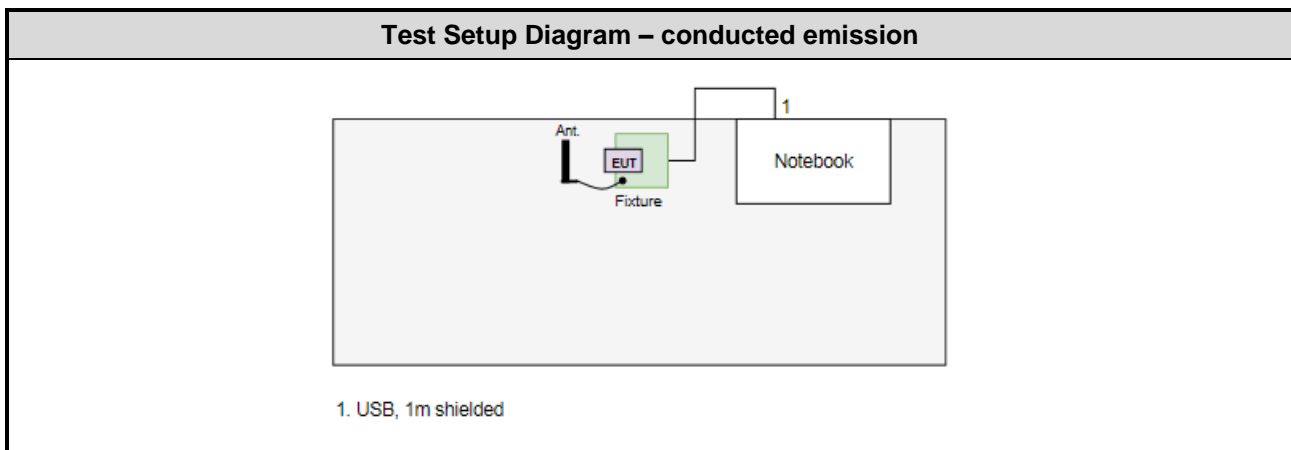 Test Setup Diagram – conducted emission
1
Ant.
EUT
Notebook
Fixture
1. USB, 1m shielded